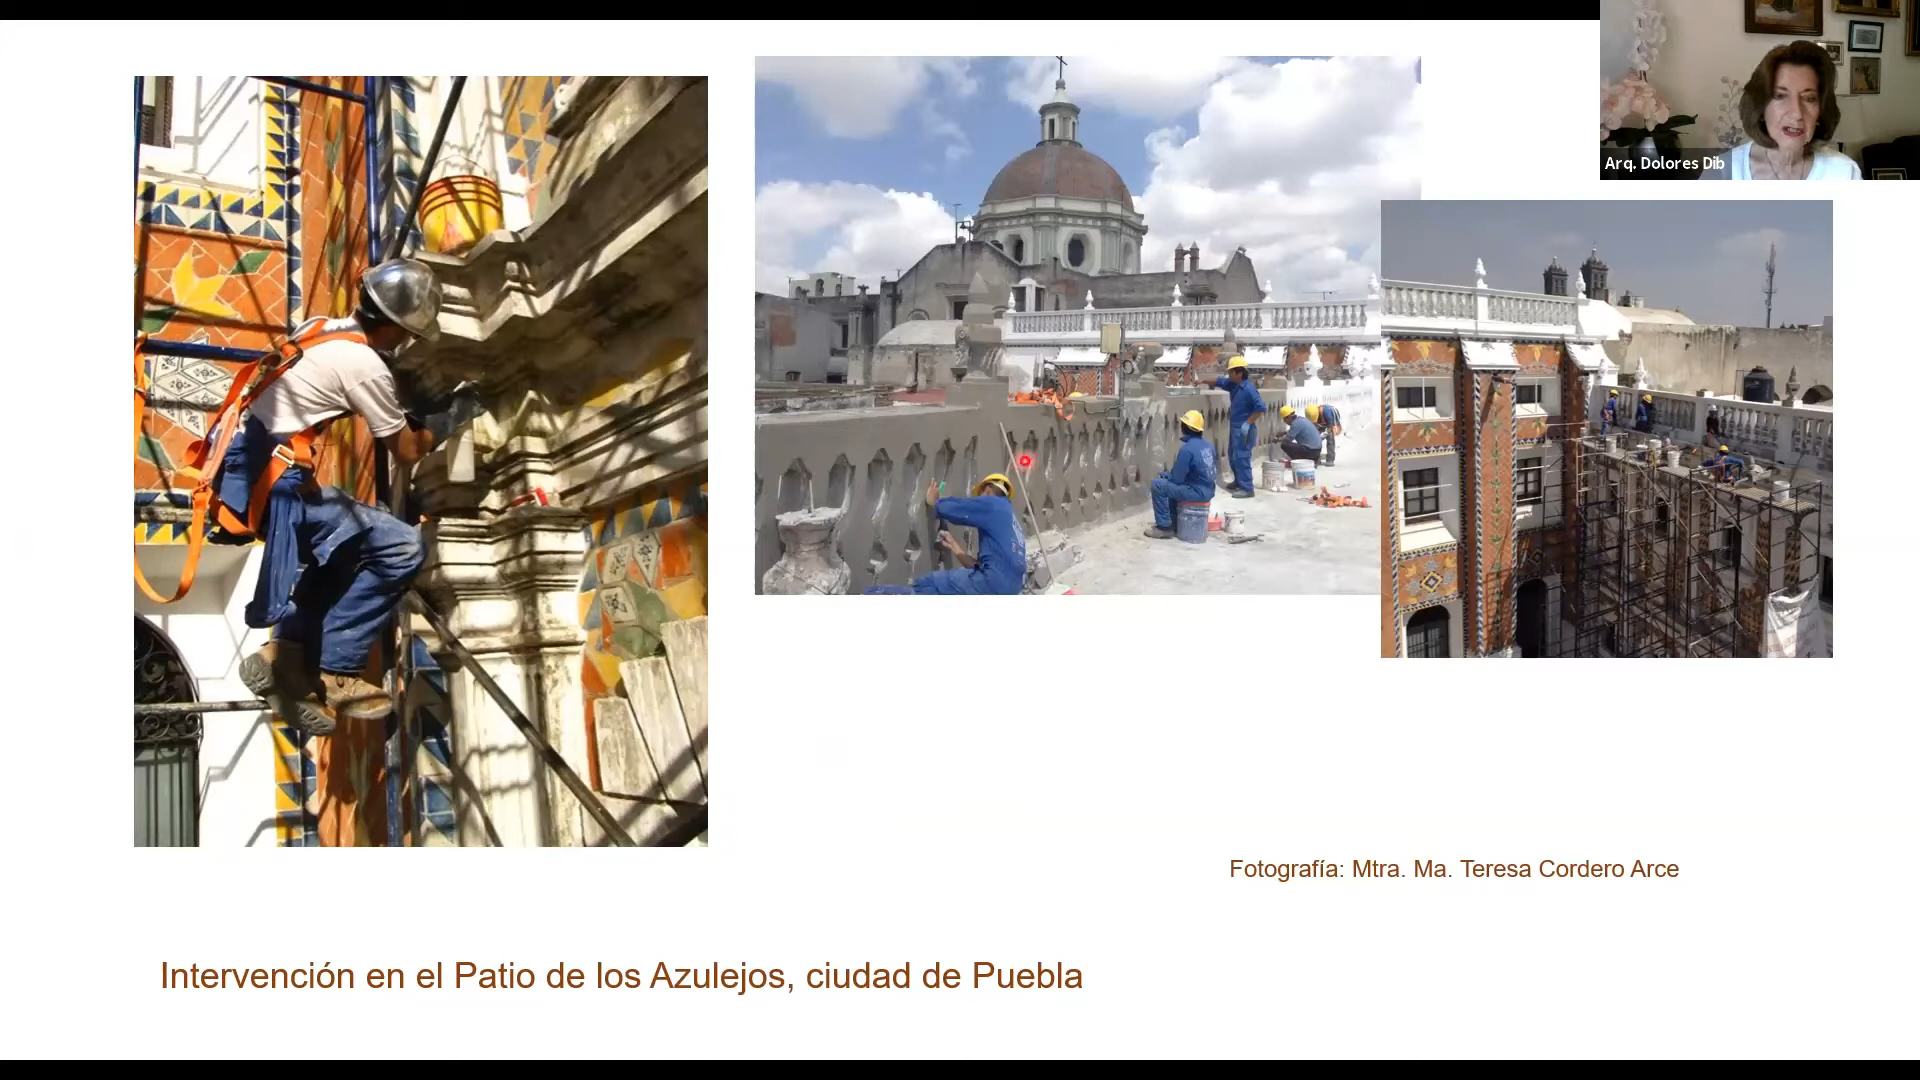 Arq. Dolores Dib
Fotografía: Mtra. Ma. Teresa Cordero Arce
Intervención en el Patio de los Azulejos, ciudad de Puebla